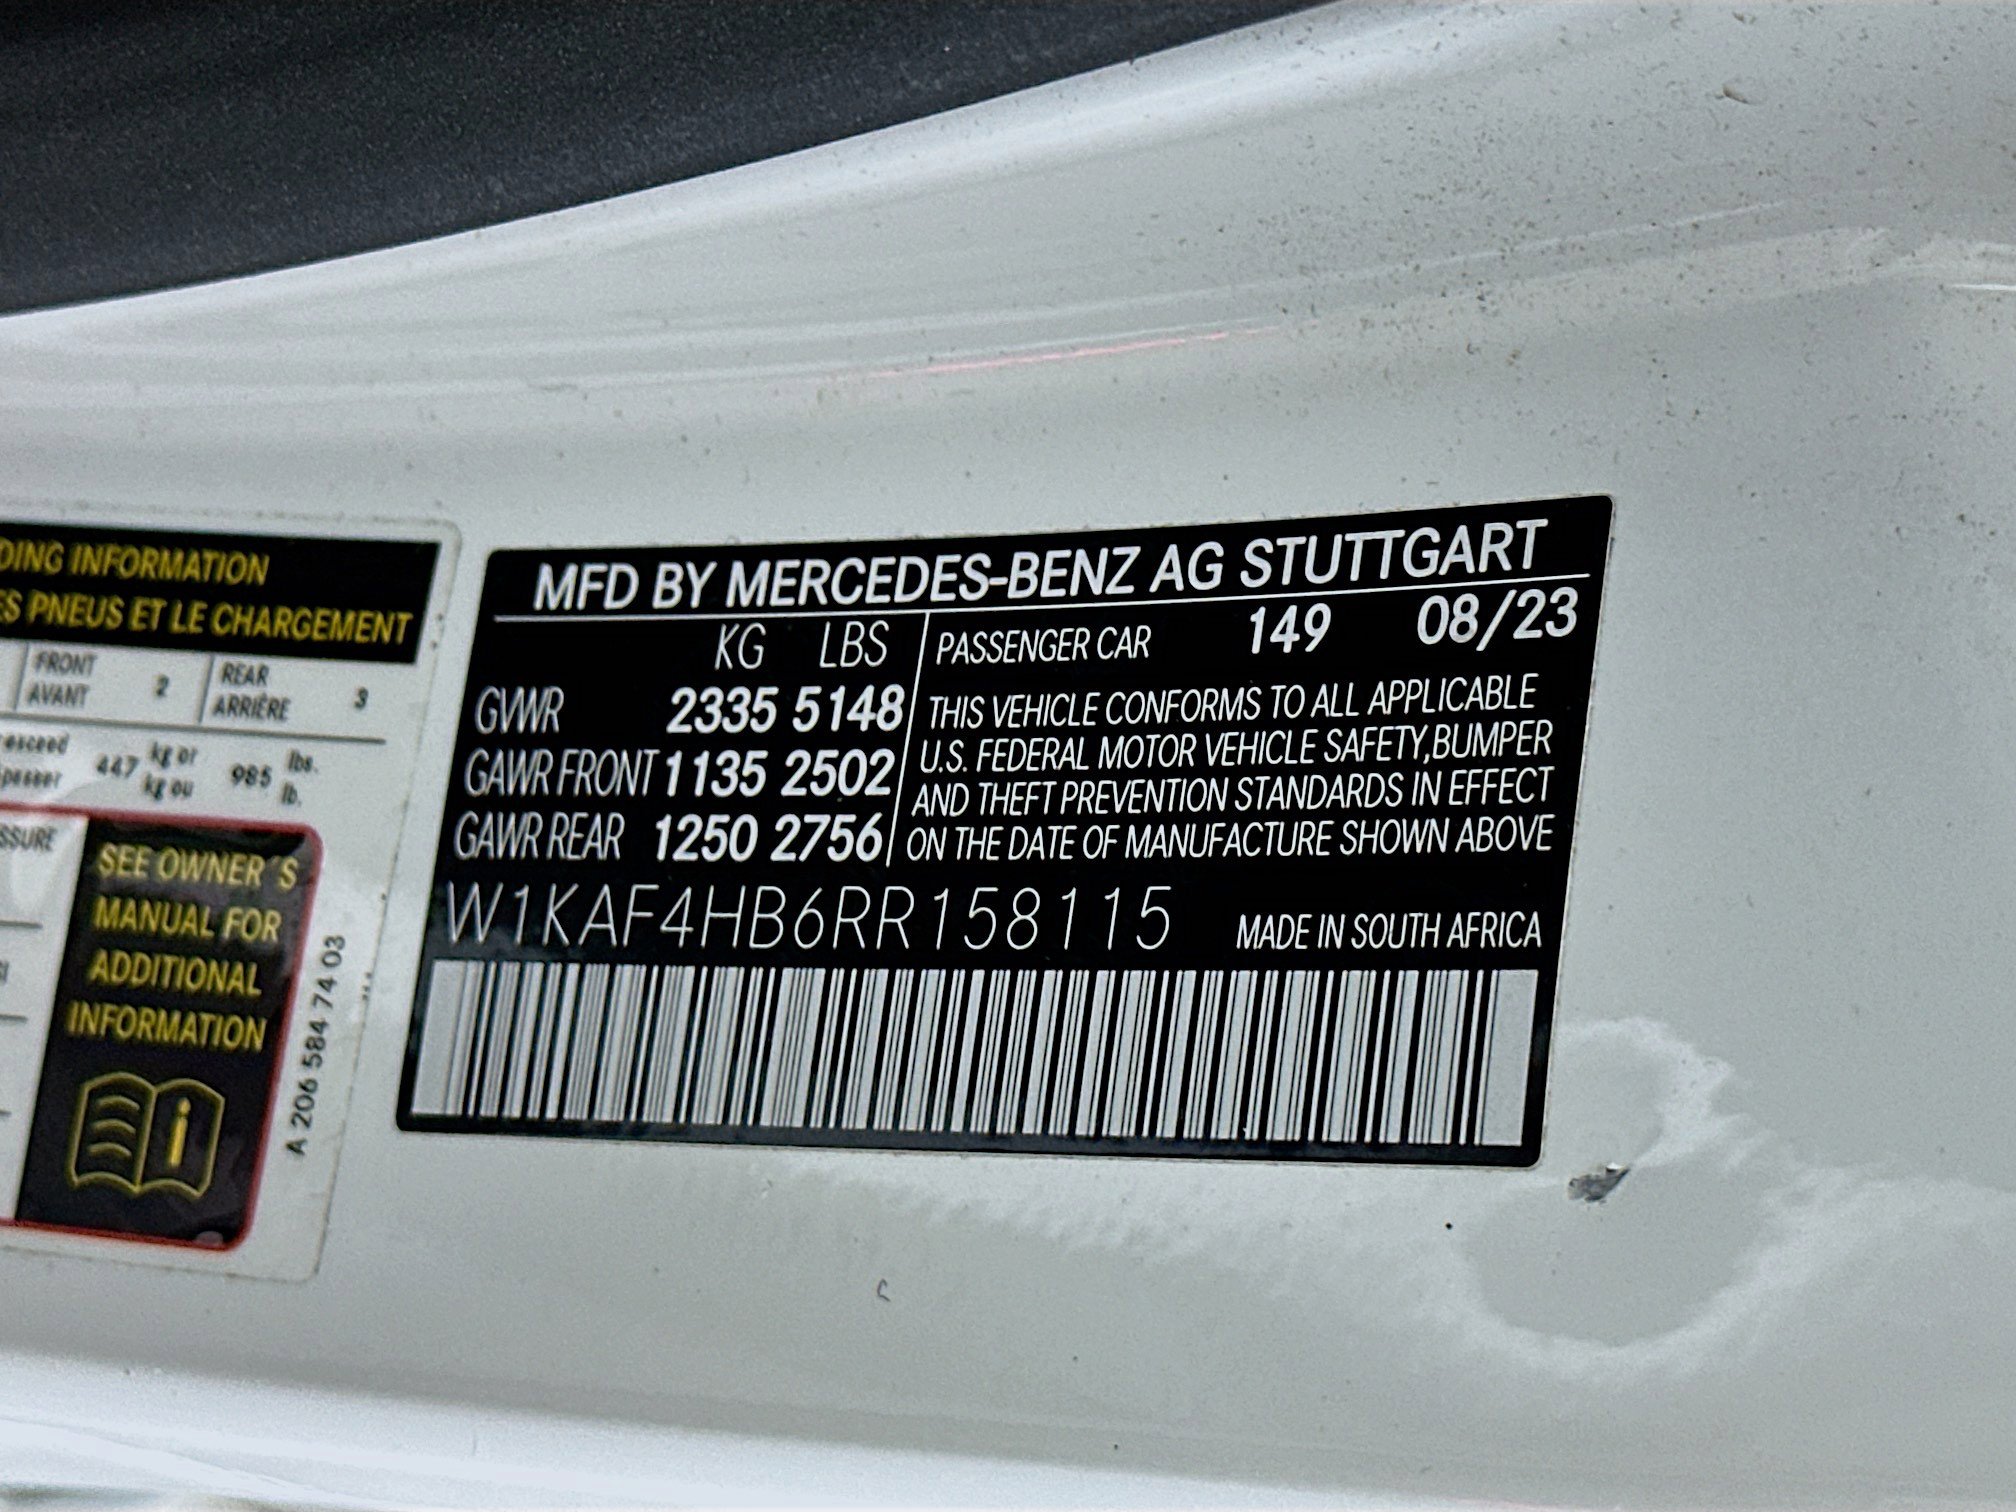 DING INFORMATION
ES PNEUS ET LE CHARGEMENT
FRONT
AVANT 2 REAR
ARRIÈRE 3
exceed
447 kg or
kg ou 985 lbs.
lb.
SSURE
SEE OWNER´S
MANUAL FOR
ADDITIONAL
INFORMATION
i
A 206 584 74 03
MFD BY MERCEDES-BENZ AG STUTTGART
KG LBS
GVWR 2335 5148
GAWR FRONT 1135 2502
GAWR REAR 1250 2756
PASSENGER CAR 149 08/23
THIS VEHICLE CONFORMS TO ALL APPLICABLE
U.S. FEDERAL MOTOR VEHICLE SAFETY,BUMPER
AND THEFT PREVENTION STANDARDS IN EFFECT
ON THE DATE OF MANUFACTURE SHOWN ABOVE
W1KAF4HB6RR158115 MADE IN SOUTH AFRICA